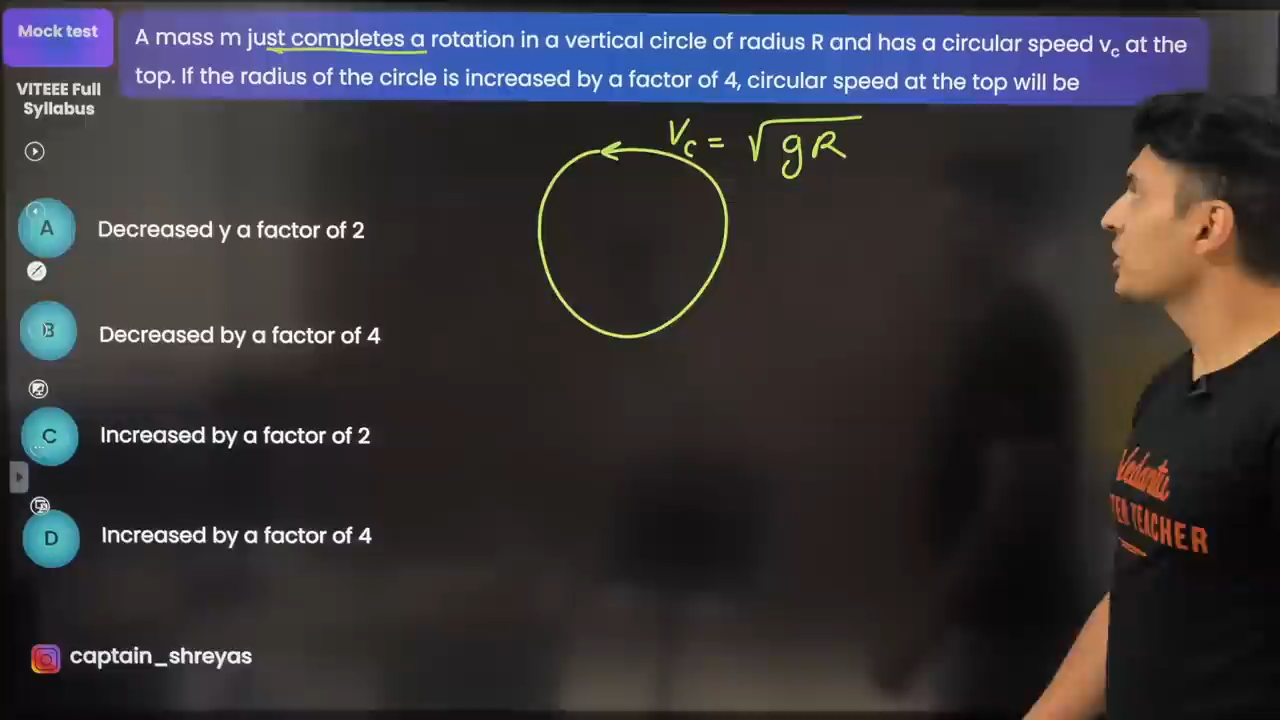 Mock test
A mass m just completes a rotation in a vertical circle of radius R and has a circular speed vc at the
top. If the radius of the circle is increased by a factor of 4, circular speed at the top will be
VITEEE Full
Syllabus
Vc = √gR
A Decreased y a factor of 2
B Decreased by a factor of 4
C Increased by a factor of 2
D Increased by a factor of 4
Vedantu
TEACHER
captain_shreyas